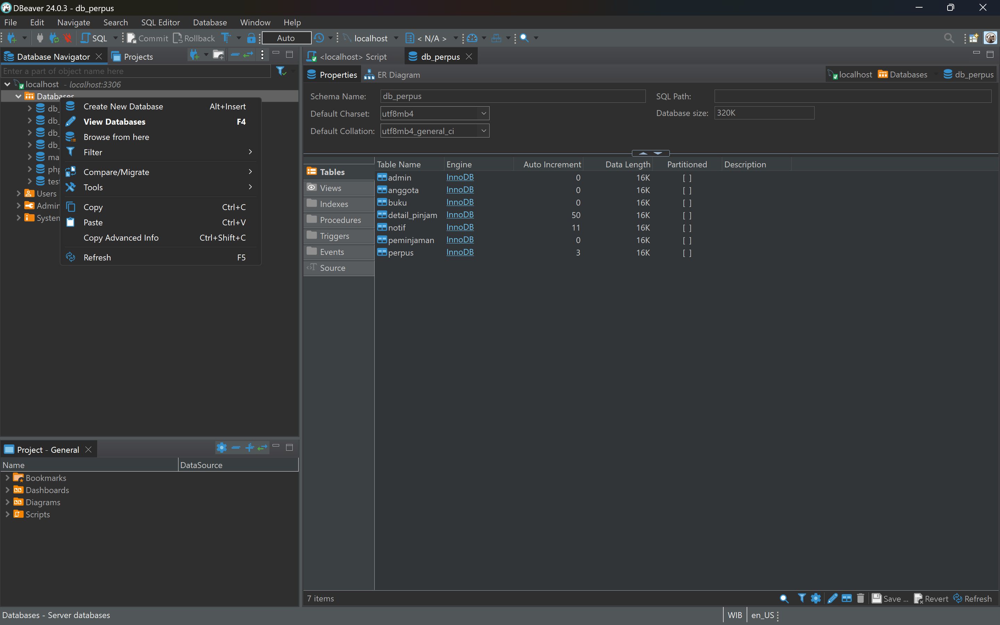 DBeaver 24.0.3 - db_perpus
File Edit Navigate Search SQL Editor Database Window Help
SQL Commit Rollback Auto localhost < N/A >
Database Navigator Projects
Enter a part of object name here
localhost - localhost:3306
Databases
db_
db_
db_
db_
ma
php
test
Users
Admin
System
Create New Database Alt+Insert
View Databases F4
Browse from here
Filter
Compare/Migrate
Tools
Copy Ctrl+C
Paste Ctrl+V
Copy Advanced Info Ctrl+Shift+C
Refresh F5
Project - General
Name DataSource
Bookmarks
Dashboards
Diagrams
Scripts
<localhost> Script db_perpus
Properties ER Diagram localhost Databases db_perpus
Schema Name: db_perpus SQL Path:
Default Charset: utf8mb4 Database size: 320K
Default Collation: utf8mb4_general_ci
Tables
Views
Indexes
Procedures
Triggers
Events
Source
Table Name Engine Auto Increment Data Length Partitioned Description
admin InnoDB 0 16K [ ]
anggota InnoDB 0 16K [ ]
buku InnoDB 0 16K [ ]
detail_pinjam InnoDB 50 16K [ ]
notif InnoDB 11 16K [ ]
peminjaman InnoDB 0 16K [ ]
perpus InnoDB 3 16K [ ]
7 items Save ... Revert Refresh
Databases - Server databases WIB en_US